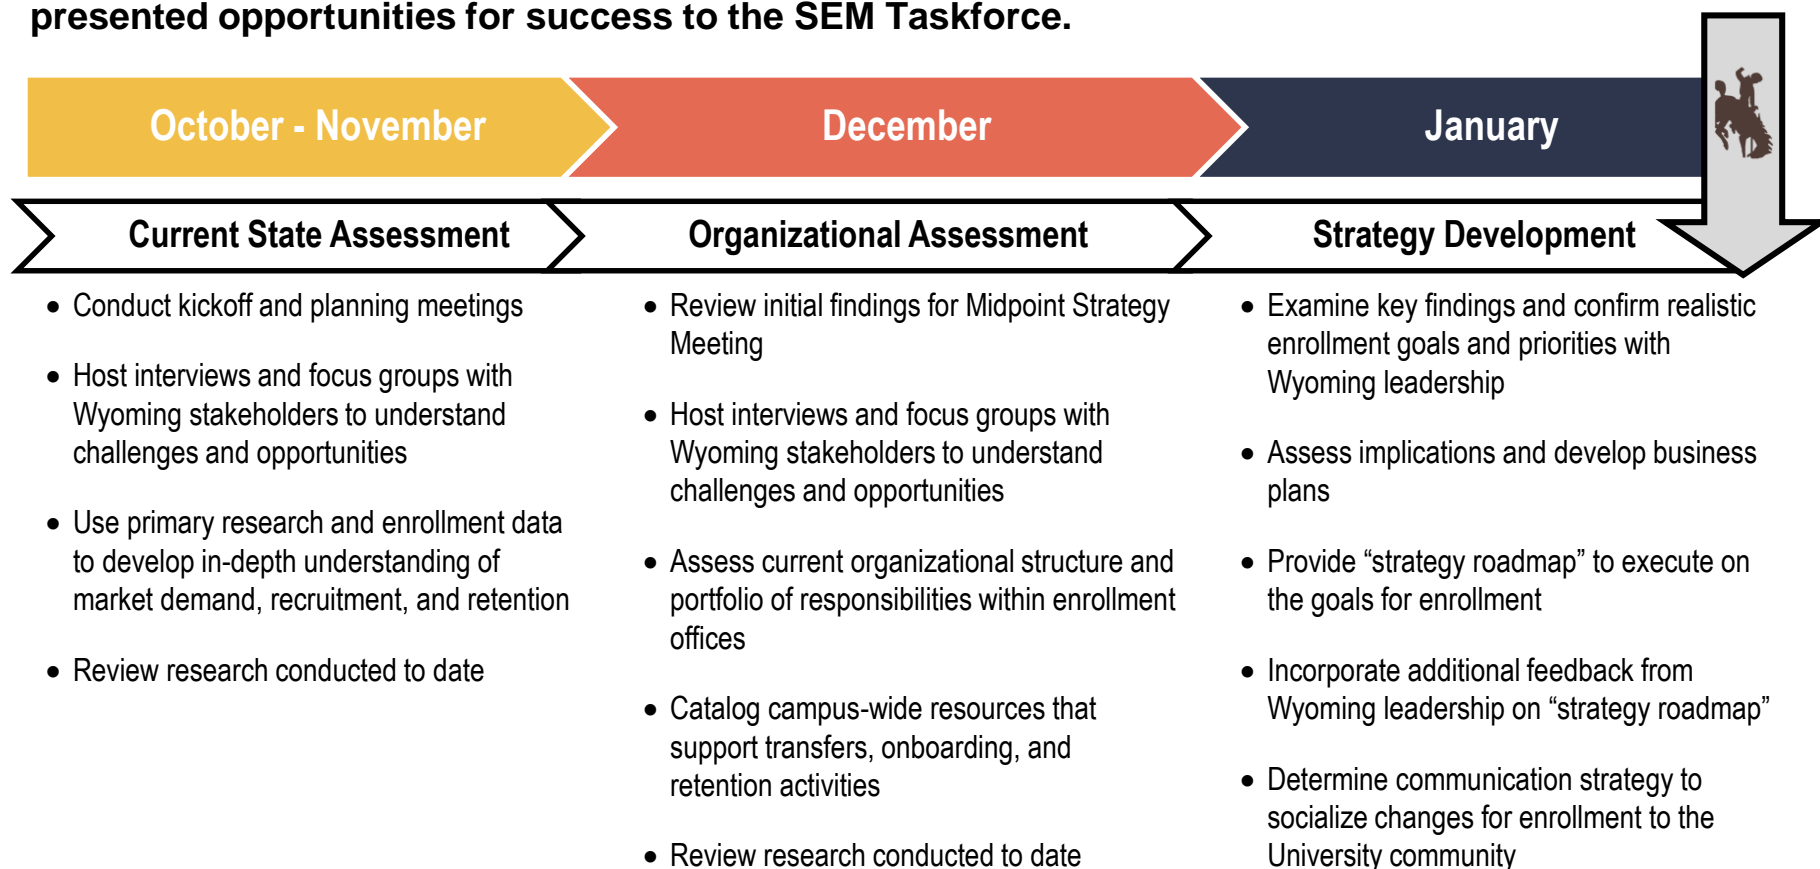 presented opportunities for success to the SEM Taskforce.
October - November
December
January
Current State Assessment
Organizational Assessment
Strategy Development
• Conduct kickoff and planning meetings
• Host interviews and focus groups with
Wyoming stakeholders to understand
challenges and opportunities
• Use primary research and enrollment data
to develop in-depth understanding of
market demand, recruitment, and retention
• Review research conducted to date
• Review initial findings for Midpoint Strategy
Meeting
• Host interviews and focus groups with
Wyoming stakeholders to understand
challenges and opportunities
• Assess current organizational structure and
portfolio of responsibilities within enrollment
offices
• Catalog campus-wide resources that
support transfers, onboarding, and
retention activities
• Review research conducted to date
• Examine key findings and confirm realistic
enrollment goals and priorities with
Wyoming leadership
• Assess implications and develop business
plans
• Provide “strategy roadmap” to execute on
the goals for enrollment
• Incorporate additional feedback from
Wyoming leadership on “strategy roadmap”
• Determine communication strategy to
socialize changes for enrollment to the
University community